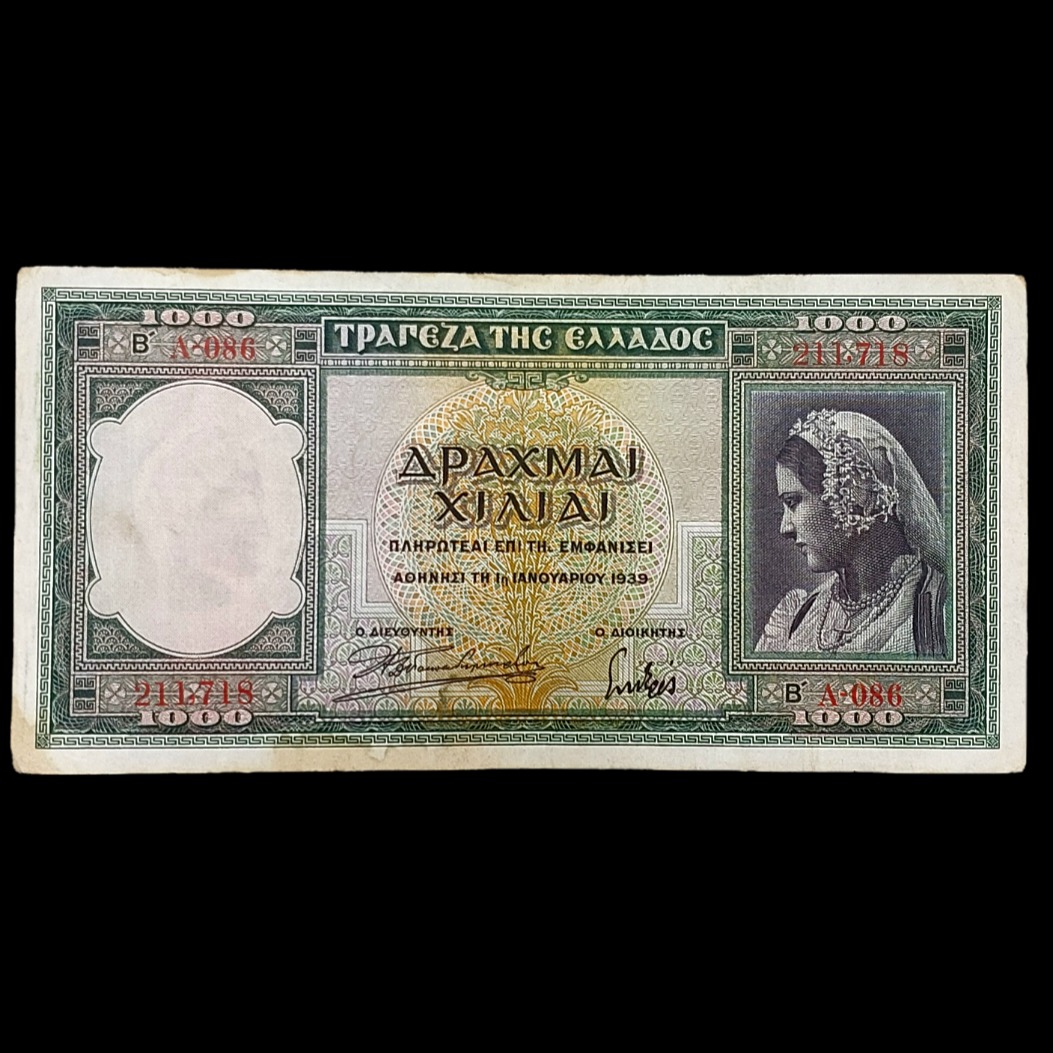 1000
Β΄ Α-086
ΤΡΑΠΕΖΑ ΤΗΣ ΕΛΛΑΔΟΣ
1000
211,718
ΔΡΑΧΜΑΙ
ΧΙΛΙΑΙ
ΠΛΗΡΩΤΕΑΙ ΕΠΙ ΤΗ, ΕΜΦΑΝΙΣΕΙ
ΑΘΗΝΗΣΙ ΤΗ 1η ΙΑΝΟΥΑΡΙΟΥ 1939
Ο ΔΙΕΥΘΥΝΤΗΣ
Ο ΔΙΟΙΚΗΤΗΣ
211,718
1000
Β΄ Α-086
1000